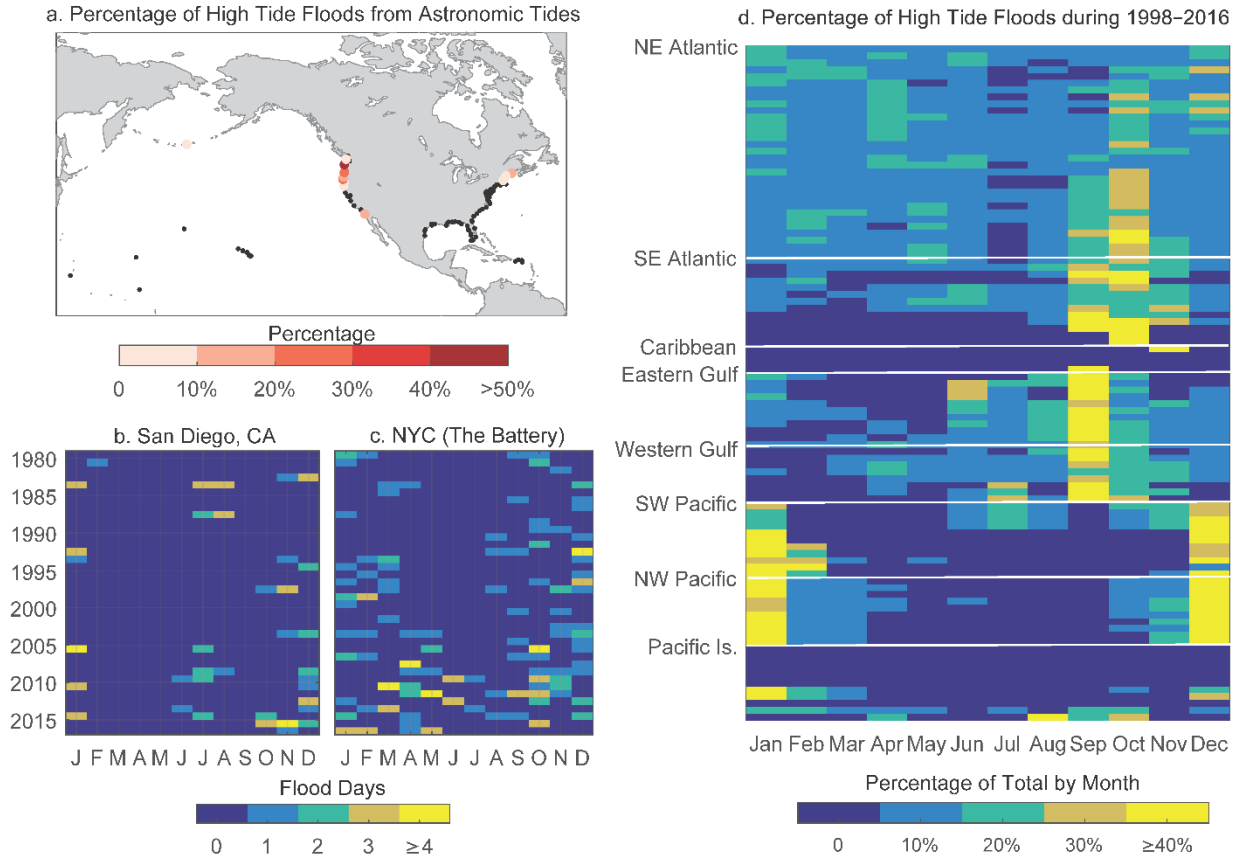 a. Percentage of High Tide Floods from Astronomic Tides
Percentage
0 10% 20% 30% 40% >50%
b. San Diego, CA
c. NYC (The Battery)
1980
1985
1990
1995
2000
2005
2010
2015
J F M A M J J A S O N D
J F M A M J J A S O N D
Flood Days
0 1 2 3 ≥4
d. Percentage of High Tide Floods during 1998–2016
NE Atlantic
SE Atlantic
Caribbean
Eastern Gulf
Western Gulf
SW Pacific
NW Pacific
Pacific Is.
Jan Feb Mar Apr May Jun Jul Aug Sep Oct Nov Dec
Percentage of Total by Month
0 10% 20% 30% ≥40%